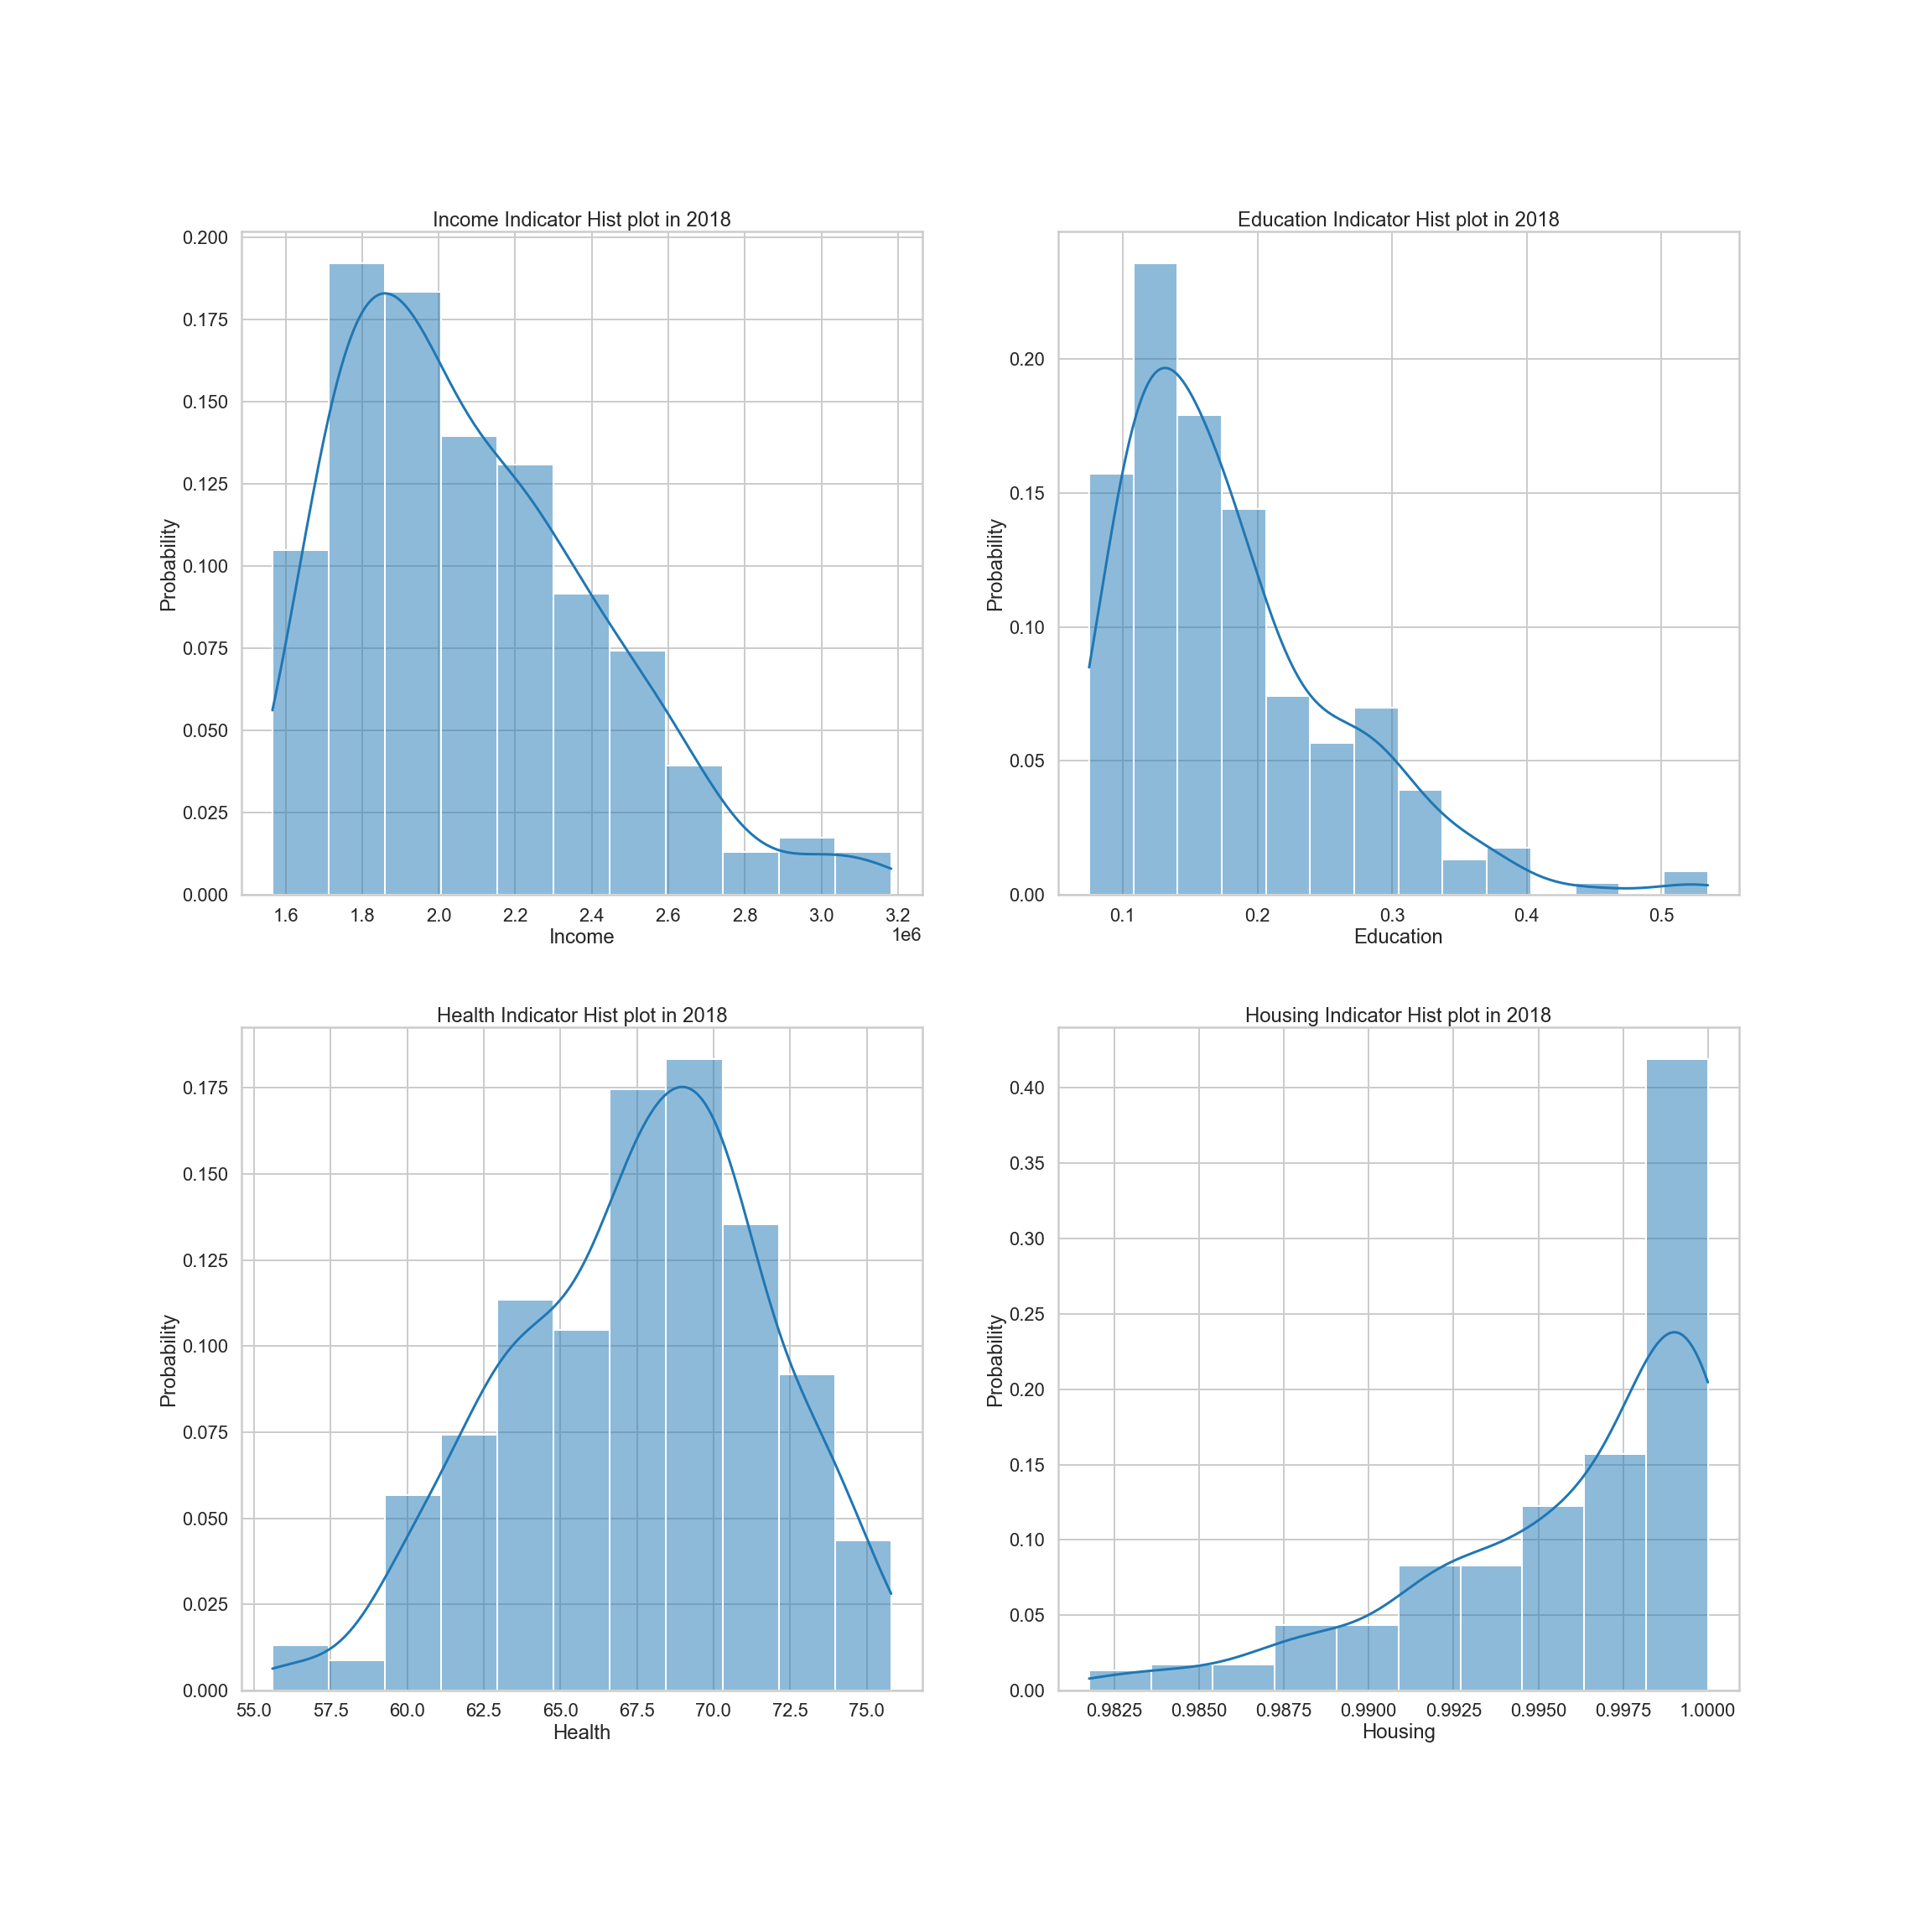 Income Indicator Hist plot in 2018
0.200
0.175
0.150
0.125
0.100
0.075
0.050
0.025
0.000
Probability
1.6 1.8 2.0 2.2 2.4 2.6 2.8 3.0 3.2
1e6
Income
Education Indicator Hist plot in 2018
0.20
0.15
0.10
0.05
0.00
Probability
0.1 0.2 0.3 0.4 0.5
Education
Health Indicator Hist plot in 2018
0.175
0.150
0.125
0.100
0.075
0.050
0.025
0.000
Probability
55.0 57.5 60.0 62.5 65.0 67.5 70.0 72.5 75.0
Health
Housing Indicator Hist plot in 2018
0.40
0.35
0.30
0.25
0.20
0.15
0.10
0.05
0.00
Probability
0.9825 0.9850 0.9875 0.9900 0.9925 0.9950 0.9975 1.0000
Housing